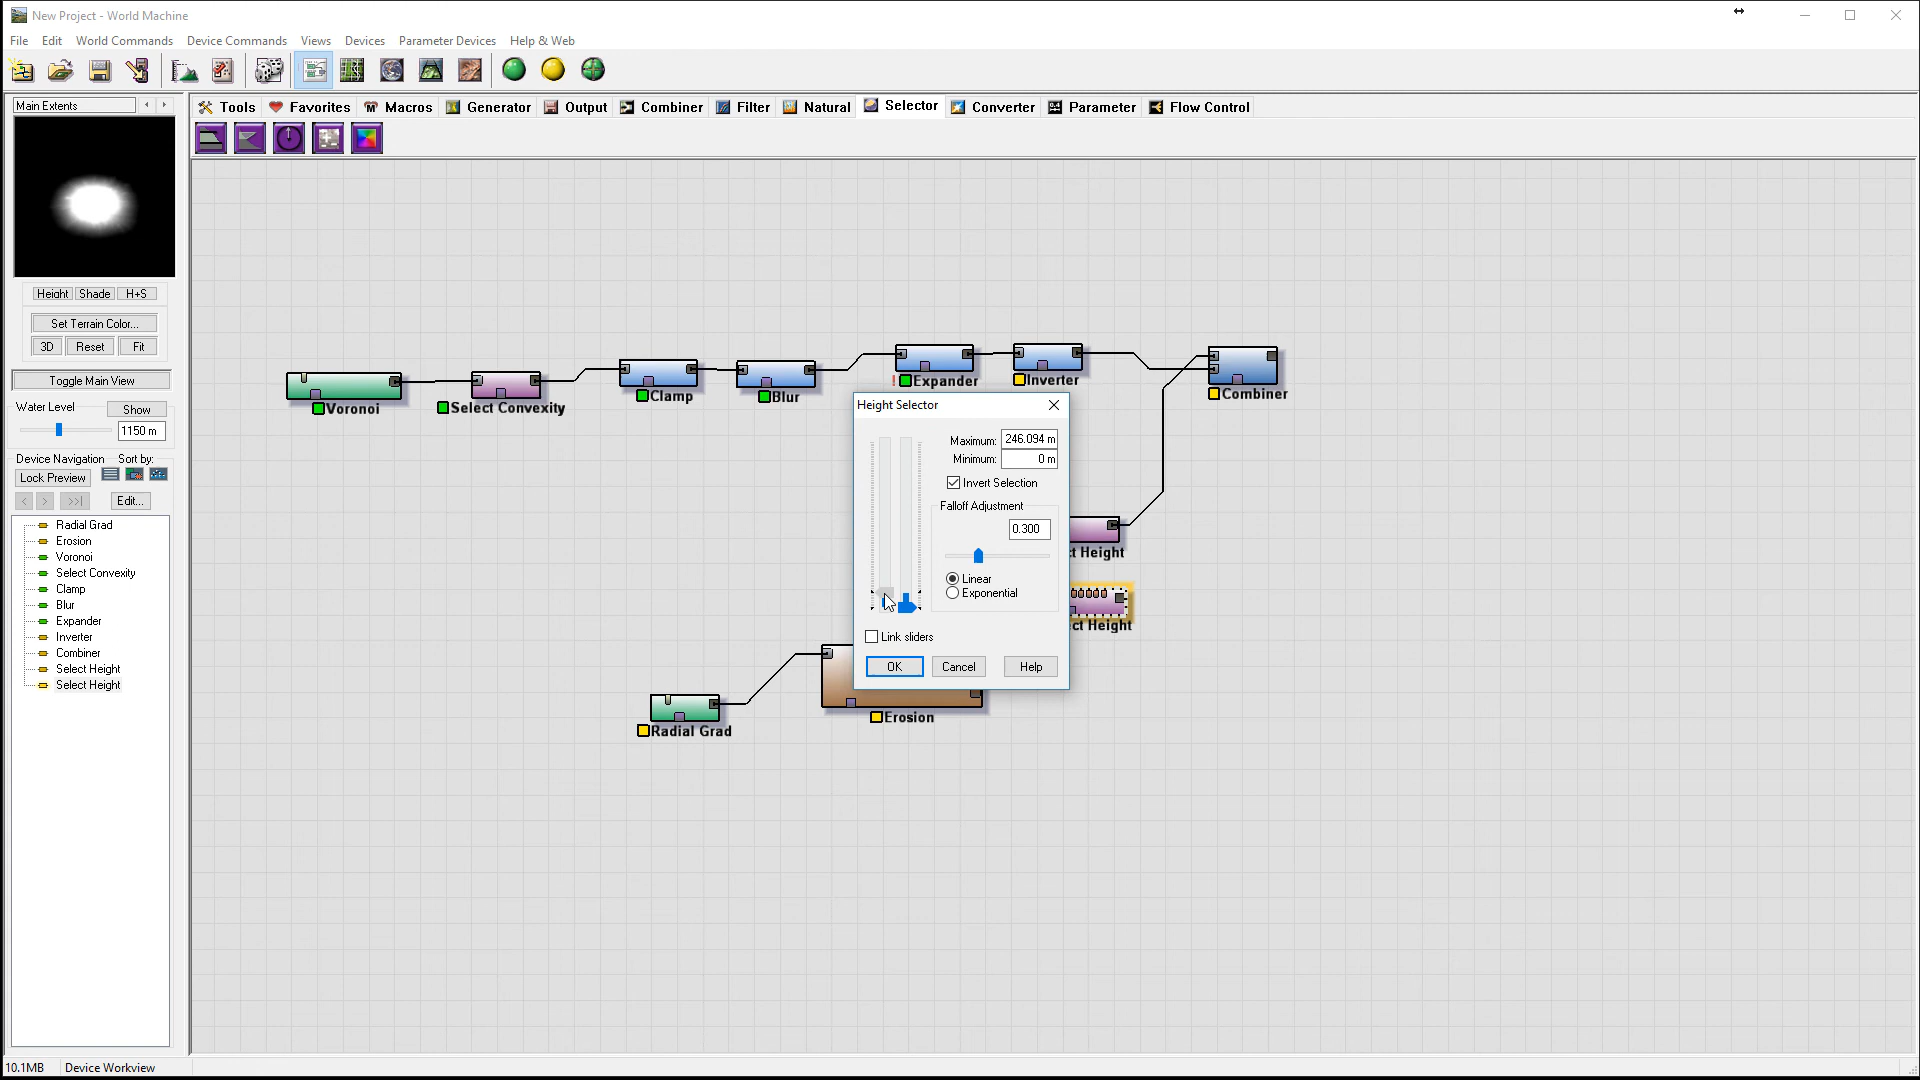 New Project - World Machine
File Edit World Commands Device Commands Views Devices Parameter Devices Help & Web
Main Extents
Tools Favorites Macros Generator Output Combiner Filter Natural Selector Converter Parameter Flow Control
Height Shade H+S
Set Terrain Color...
3D Reset Fit
Toggle Main View
Water Level Show
1150 m
Device Navigation Sort by:
Lock Preview
Edit...
Radial Grad
Erosion
Voronoi
Select Convexity
Clamp
Blur
Expander
Inverter
Combiner
Select Height
Select Height
Voronoi
Select Convexity
Clamp
Blur
! Expander
Inverter
Combiner
Height Selector
Maximum: 246.094 m
Minimum: 0 m
Invert Selection
Falloff Adjustment
0.300
Linear
Exponential
Link sliders
OK Cancel Help
ct Height
ct Height
Radial Grad
Erosion
10.1MB Device Workview